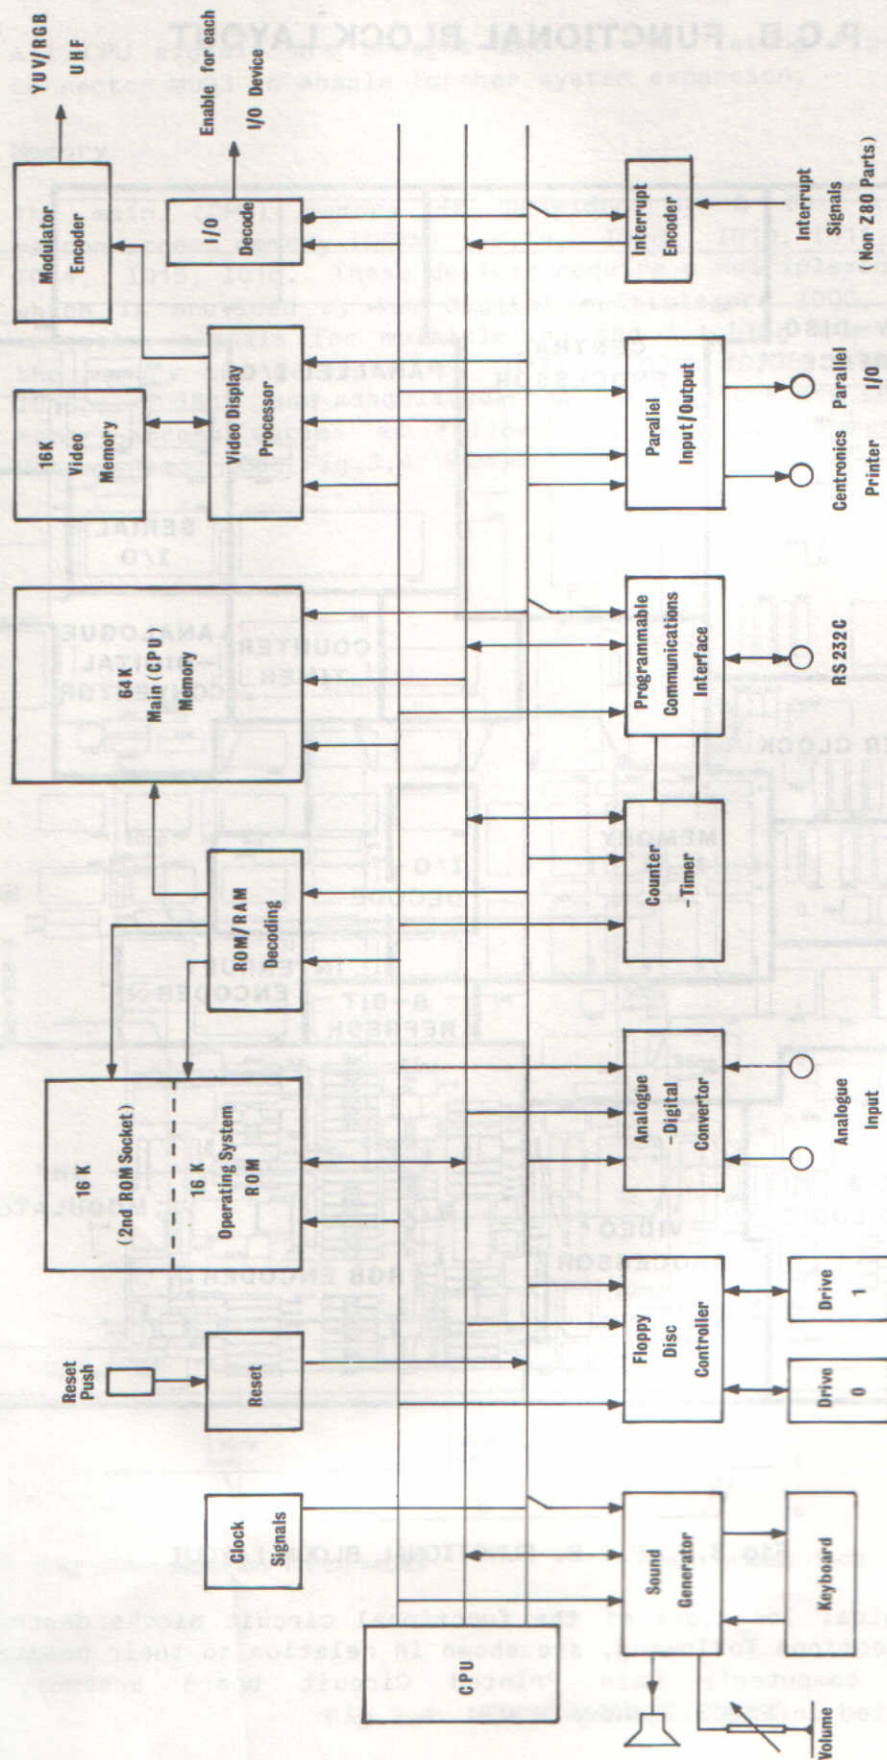 Reset
Push
16 K
(2nd ROM Socket)
16 K
Operating System
ROM
64K
Main (CPU)
Memory
16K
Video
Memory
Modulator
Encoder
YUV/RGB
UHF
Clock
Signals
Reset
ROM/RAM
Decoding
Video Display
Processor
I/O
Decode
Enable for each
I/O Device
CPU
Sound
Generator
Floppy
Disc
Controller
Analogue
-Digital
Convertor
Counter
-Timer
Programmable
Communications
Interface
Parallel
Input/Output
Interrupt
Encoder
Volume
Keyboard
Drive
0
Drive
1
Analogue
Input
RS 232C
Centronics
Printer
Parallel
I/O
Interrupt
Signals
(Non Z80 Parts)